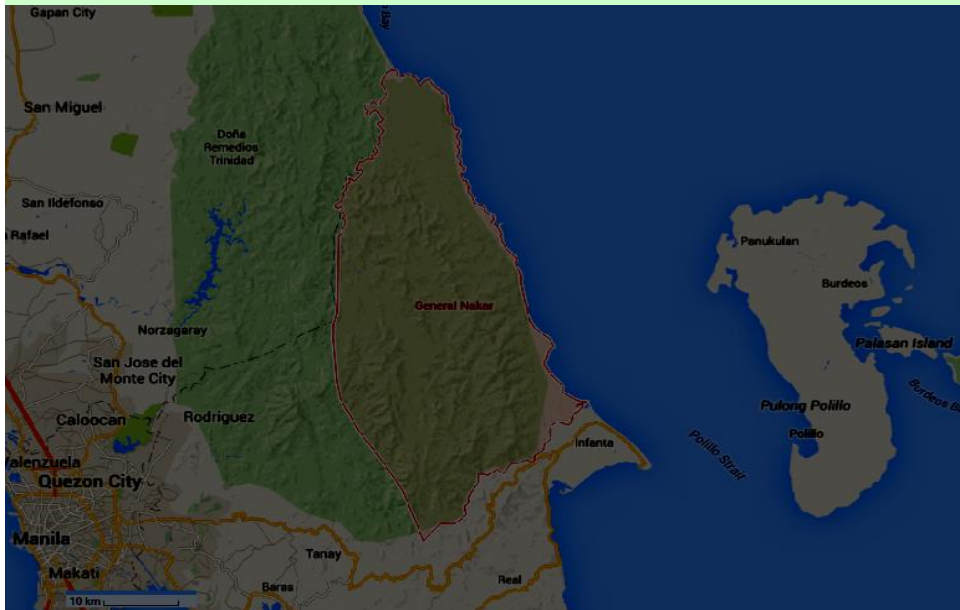 Gapan City
Bay
San Miguel
Doña
Remedios
Trinidad
San Ildefonso
Rafael
Panukulan
Burdeos
General Nakar
Norzagaray
Palasan Island
San Jose del
Monte City
Burdeos
Caloocan
Rodriguez
Pulong Polillo
Polillo
Infanta
Polillo Strait
Valenzuela
Quezon City
Manila
Tanay
Makati
Baras
Real
10 km